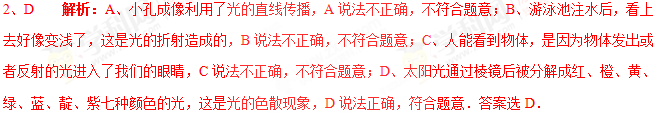 2、D 解析：A、小孔成像利用了光的直线传播，A 说法不正确，不符合题意；B、游泳池注水后，看上
去好像变浅了，这是光的折射造成的，B 说法不正确，不符合题意；C、人能看到物体，是因为物体发出或
者反射的光进入了我们的眼睛，C 说法不正确，不符合题意；D、太阳光通过棱镜后被分解成红、橙、黄、
绿、蓝、靛、紫七种颜色的光，这是光的色散现象，D 说法正确，符合题意．答案选 D．